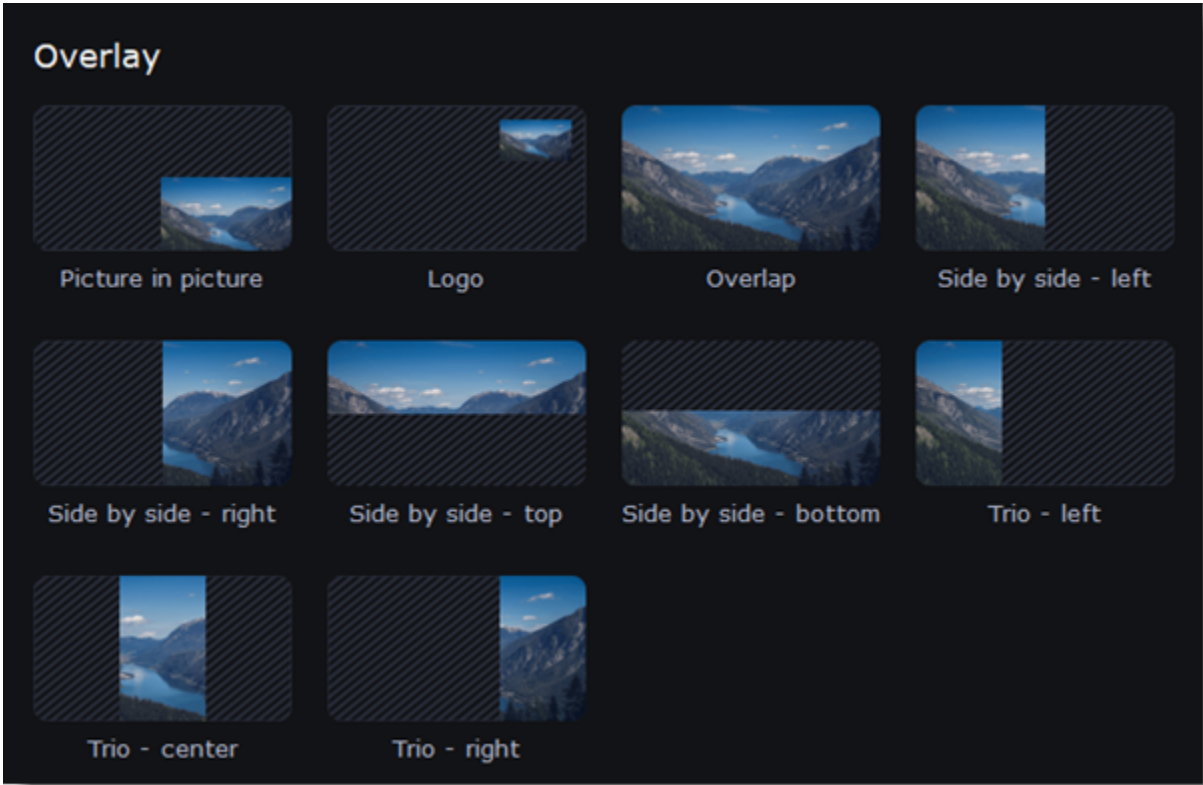 Overlay
Picture in picture
Logo
Overlap
Side by side - left
Side by side - right
Side by side - top
Side by side - bottom
Trio - left
Trio - center
Trio - right